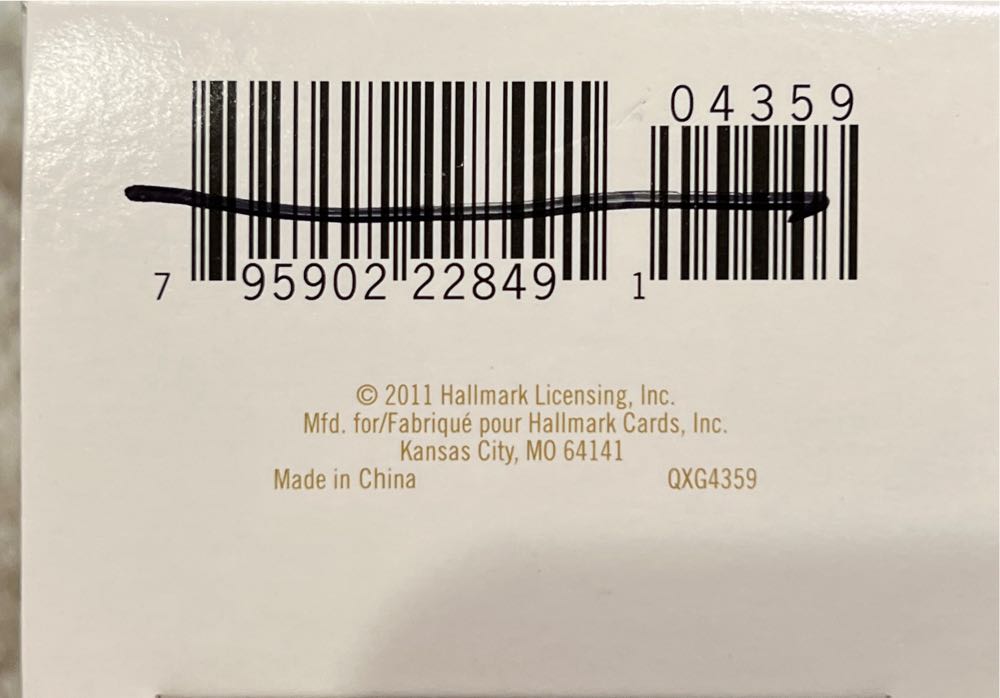 04359
7 95902 22849 1
© 2011 Hallmark Licensing, Inc.
Mfd. for/Fabriqué pour Hallmark Cards, Inc.
Kansas City, MO 64141
Made in China QXG4359